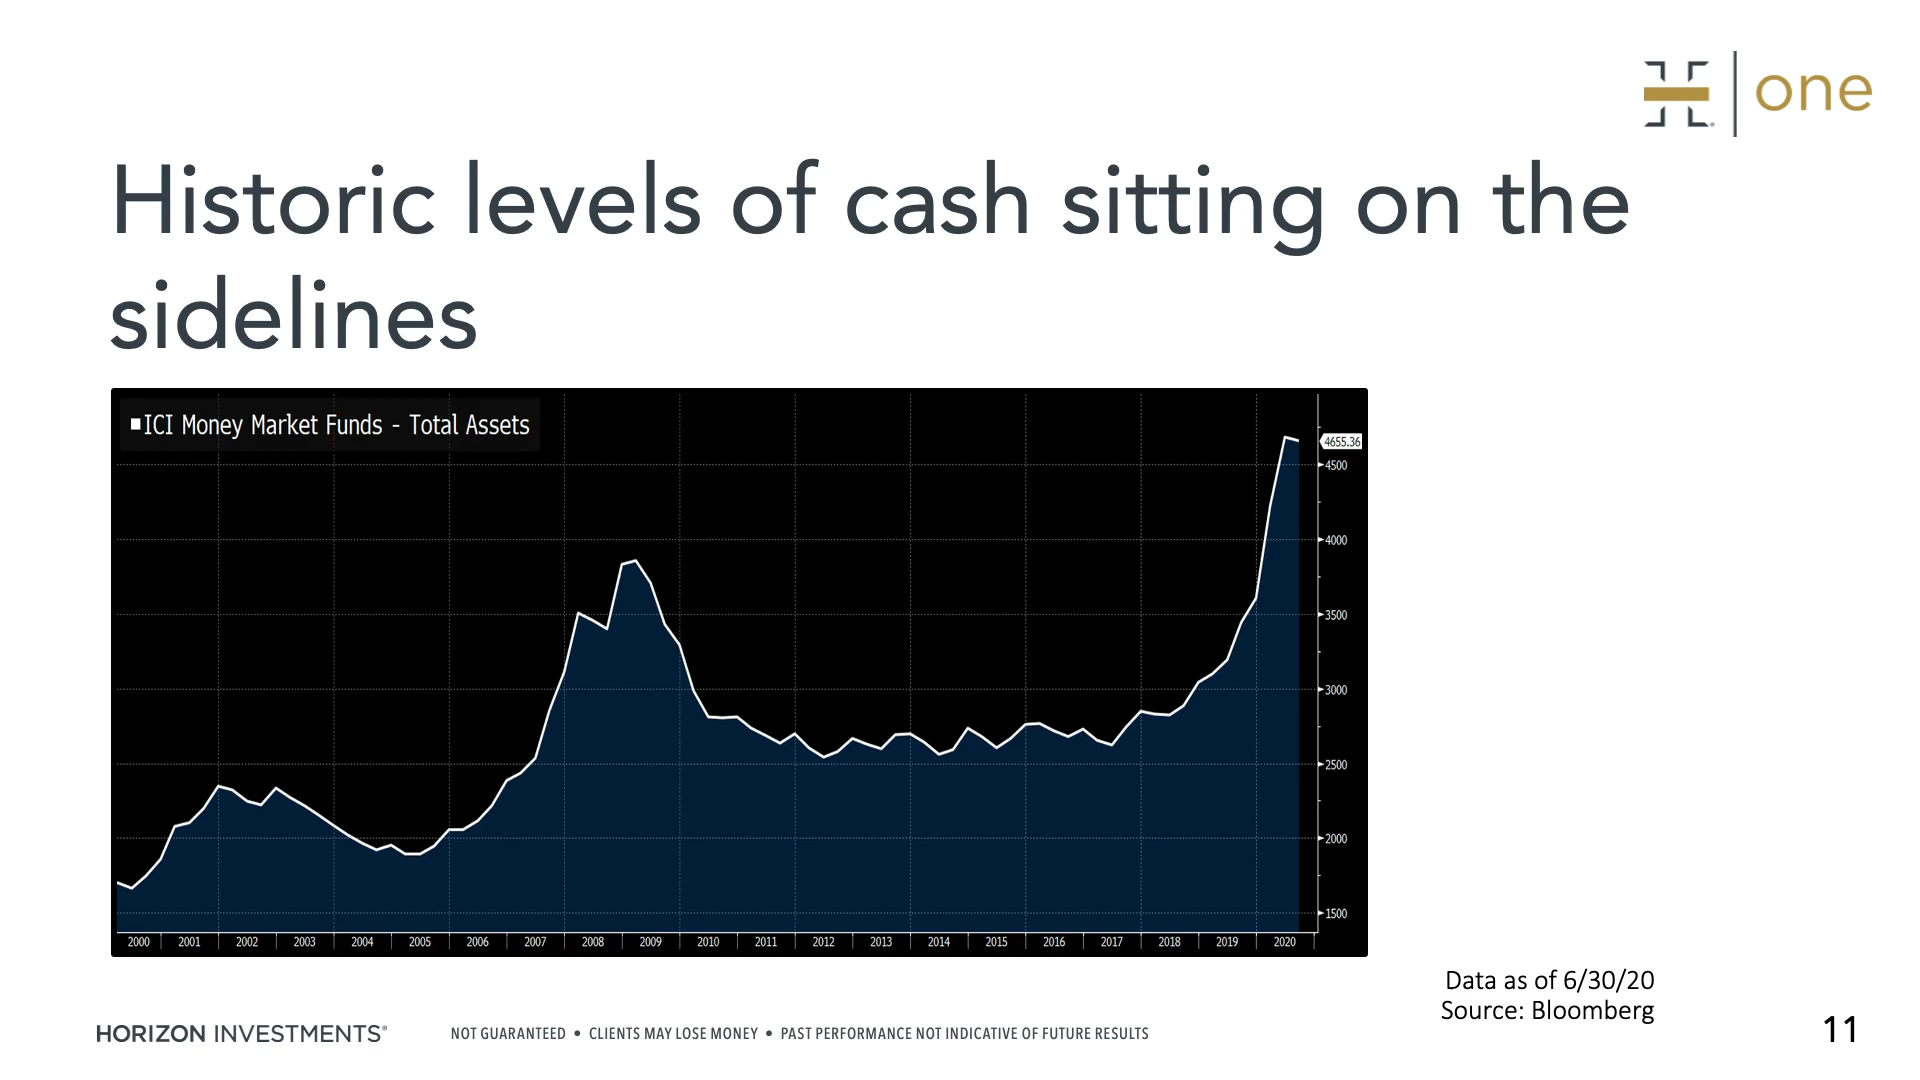 one
Historic levels of cash sitting on the
sidelines
ICI Money Market Funds - Total Assets
4655.36
4500
4000
3500
3000
2500
2000
1500
2000 2001 2002 2003 2004 2005 2006 2007 2008 2009 2010 2011 2012 2013 2014 2015 2016 2017 2018 2019 2020
Data as of 6/30/20
Source: Bloomberg
HORIZON INVESTMENTS® NOT GUARANTEED • CLIENTS MAY LOSE MONEY • PAST PERFORMANCE NOT INDICATIVE OF FUTURE RESULTS
11